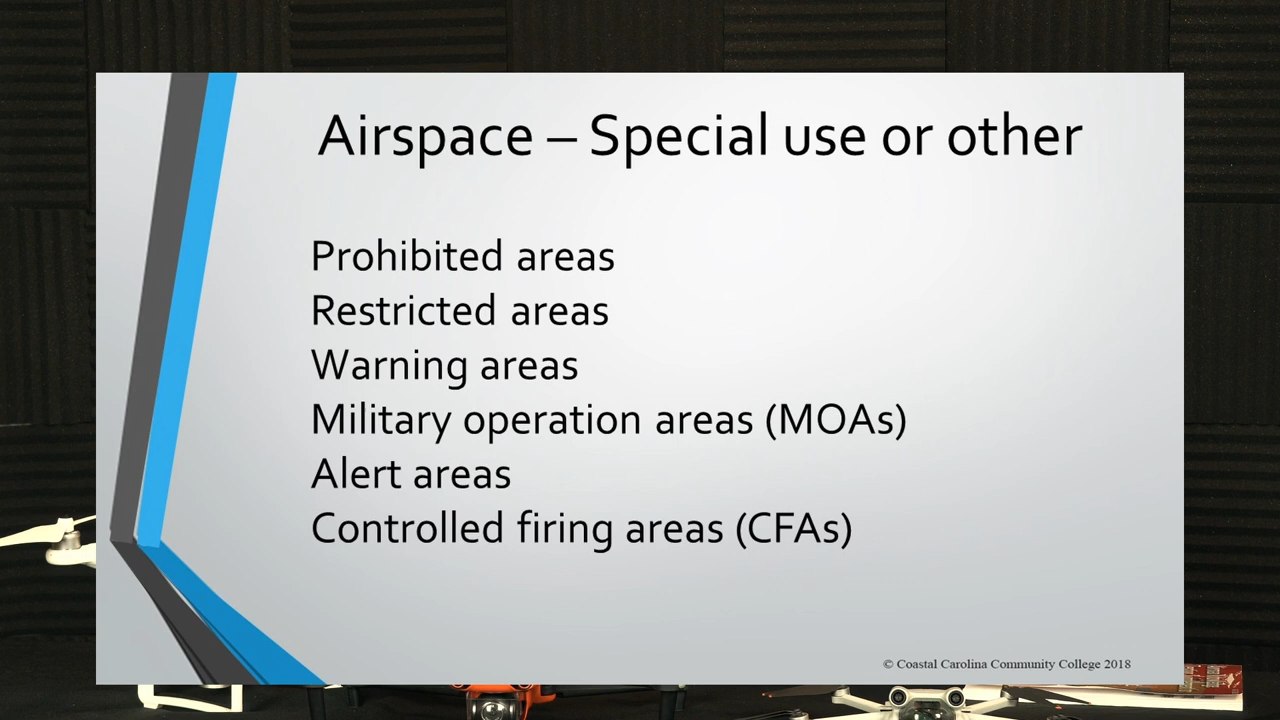 Airspace – Special use or other
Prohibited areas
Restricted areas
Warning areas
Military operation areas (MOAs)
Alert areas
Controlled firing areas (CFAs)
© Coastal Carolina Community College 2018